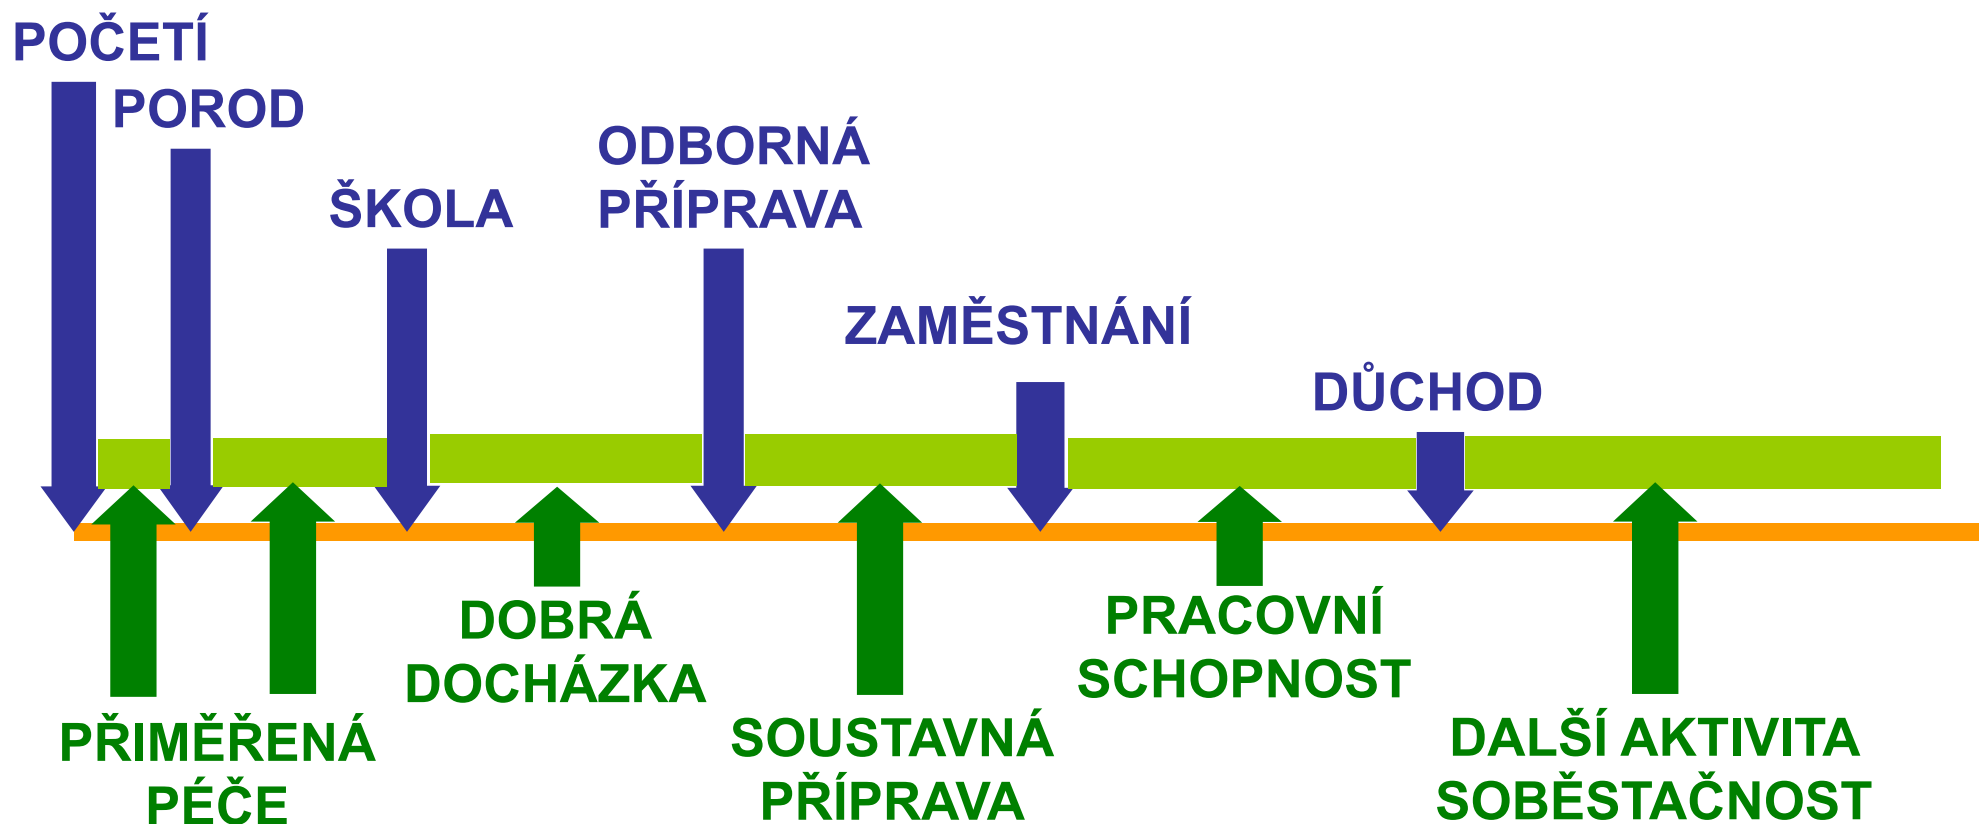 POČETÍ
POROD
ODBORNÁ
PŘÍPRAVA
ŠKOLA
ZAMĚSTNÁNÍ
DŮCHOD
DOBRÁ
DOCHÁZKA
PRACOVNÍ
SCHOPNOST
PŘIMĚŘENÁ
PÉČE
SOUSTAVNÁ
PŘÍPRAVA
DALŠÍ AKTIVITA
SOBĚSTAČNOST